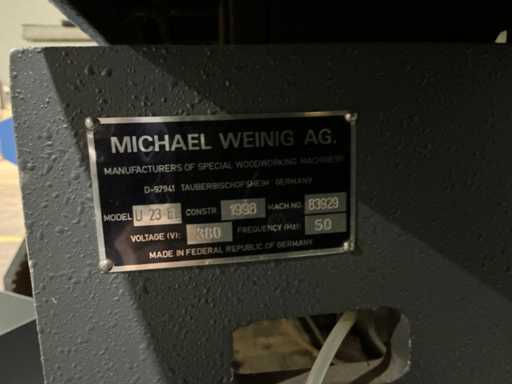 MICHAEL WEINIG AG.
MANUFACTURERS OF SPECIAL WOODWORKING MACHINERY
D-97941 TAUBERBISCHOFSHEIM GERMANY
MODEL U 23 E CONSTR. 1998 MACH NO. 83929
VOLTAGE (V): 380 FREQUENCY (Hz): 50
MADE IN FEDERAL REPUBLIC OF GERMANY